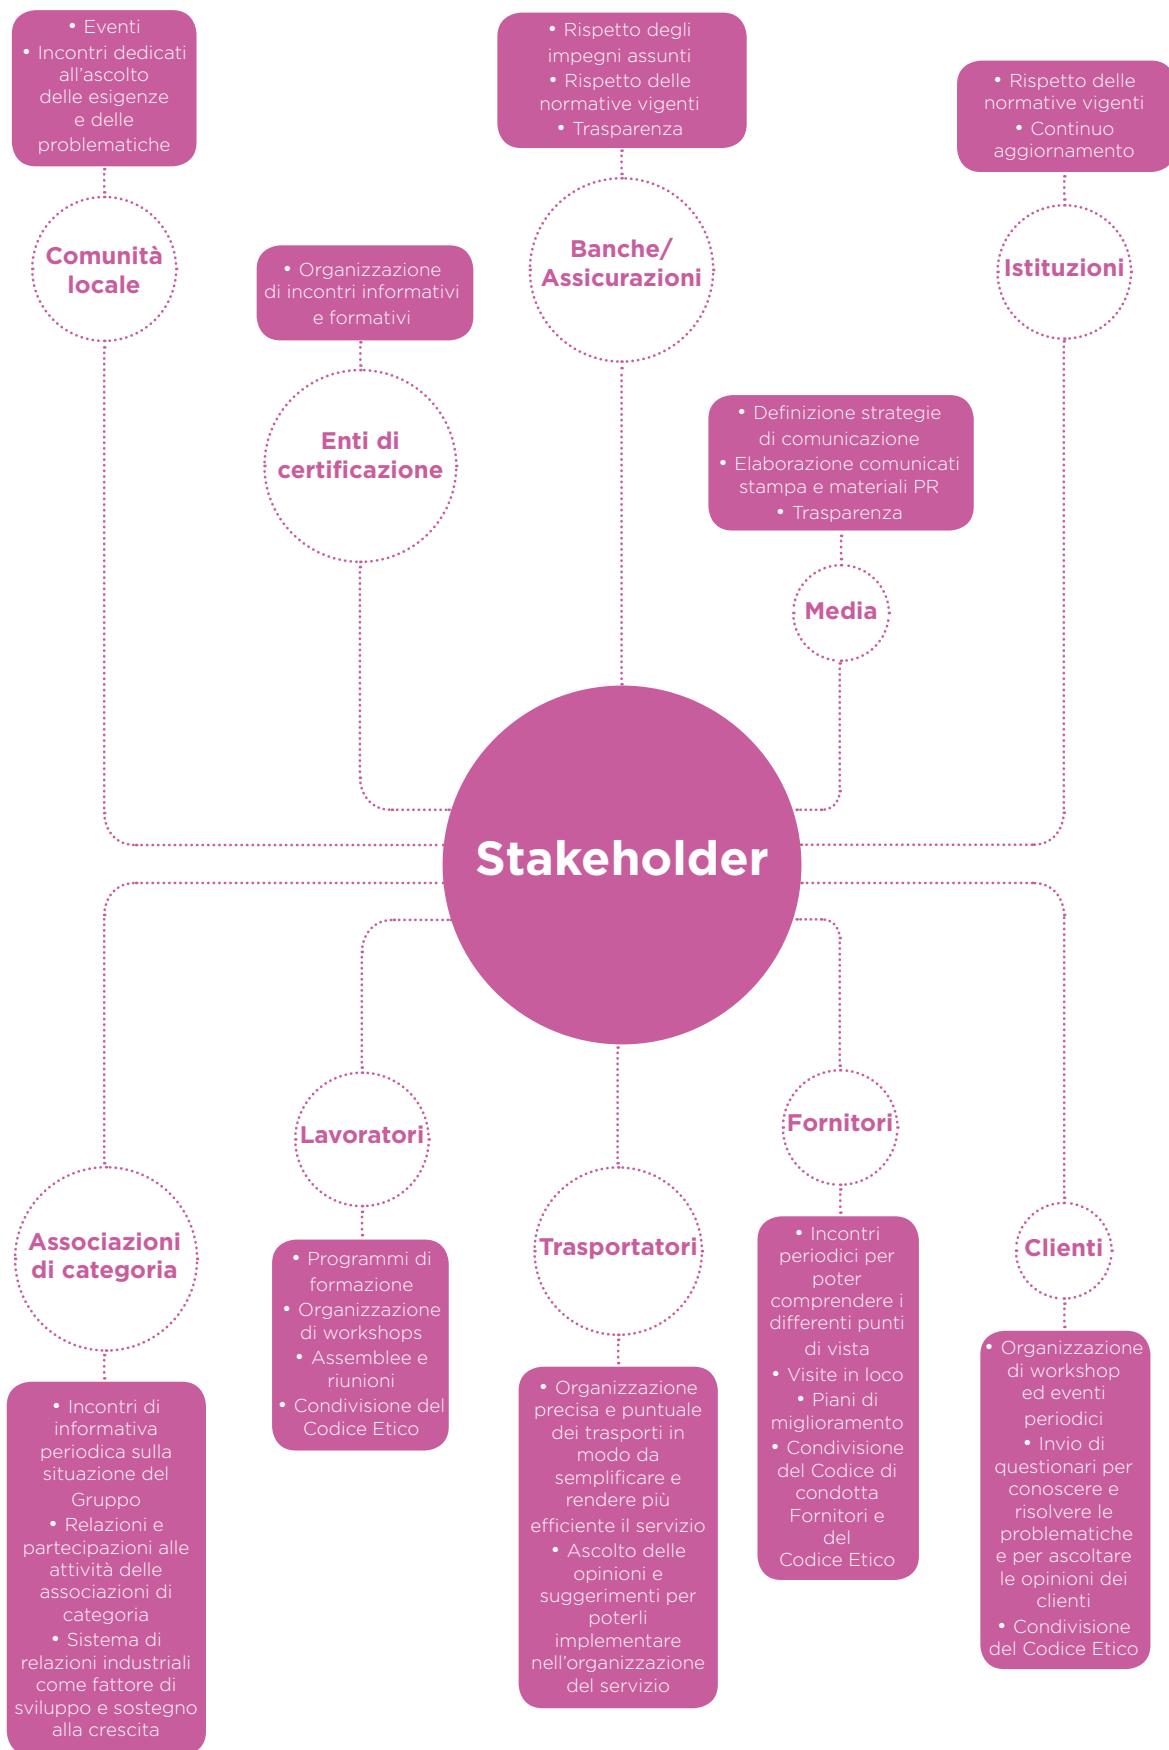 • Eventi
• Incontri dedicati
all'ascolto
delle esigenze
e delle
problematiche
Comunità
locale
• Organizzazione
di incontri informativi
e formativi
Enti di
certificazione
• Rispetto degli
impegni assunti
• Rispetto delle
normative vigenti
• Trasparenza
Banche/
Assicurazioni
• Definizione strategie
di comunicazione
• Elaborazione comunicati
stampa e materiali PR
• Trasparenza
Media
• Rispetto delle
normative vigenti
• Continuo
aggiornamento
Istituzioni
Stakeholder
Associazioni
di categoria
• Incontri di
informativa
periodica sulla
situazione del
Gruppo
• Relazioni e
partecipazioni alle
attività delle
associazioni di
categoria
• Sistema di
relazioni industriali
come fattore di
sviluppo e sostegno
alla crescita
Lavoratori
• Programmi di
formazione
• Organizzazione
di workshops
• Assemblee e
riunioni
• Condivisione del
Codice Etico
Trasportatori
• Organizzazione
precisa e puntuale
dei trasporti in
modo da
semplificare e
rendere più
efficiente il servizio
• Ascolto delle
opinioni e
suggerimenti per
poterli
implementare
nell'organizzazione
del servizio
Fornitori
• Incontri
periodici per
poter
comprendere i
differenti punti
di vista
• Visite in loco
• Piani di
miglioramento
• Condivisione
del Codice di
condotta
Fornitori e
del
Codice Etico
Clienti
• Organizzazione
di workshop
ed eventi
periodici
• Invio di
questionari per
conoscere e
risolvere le
problematiche
e per ascoltare
le opinioni dei
clienti
• Condivisione
del Codice Etico